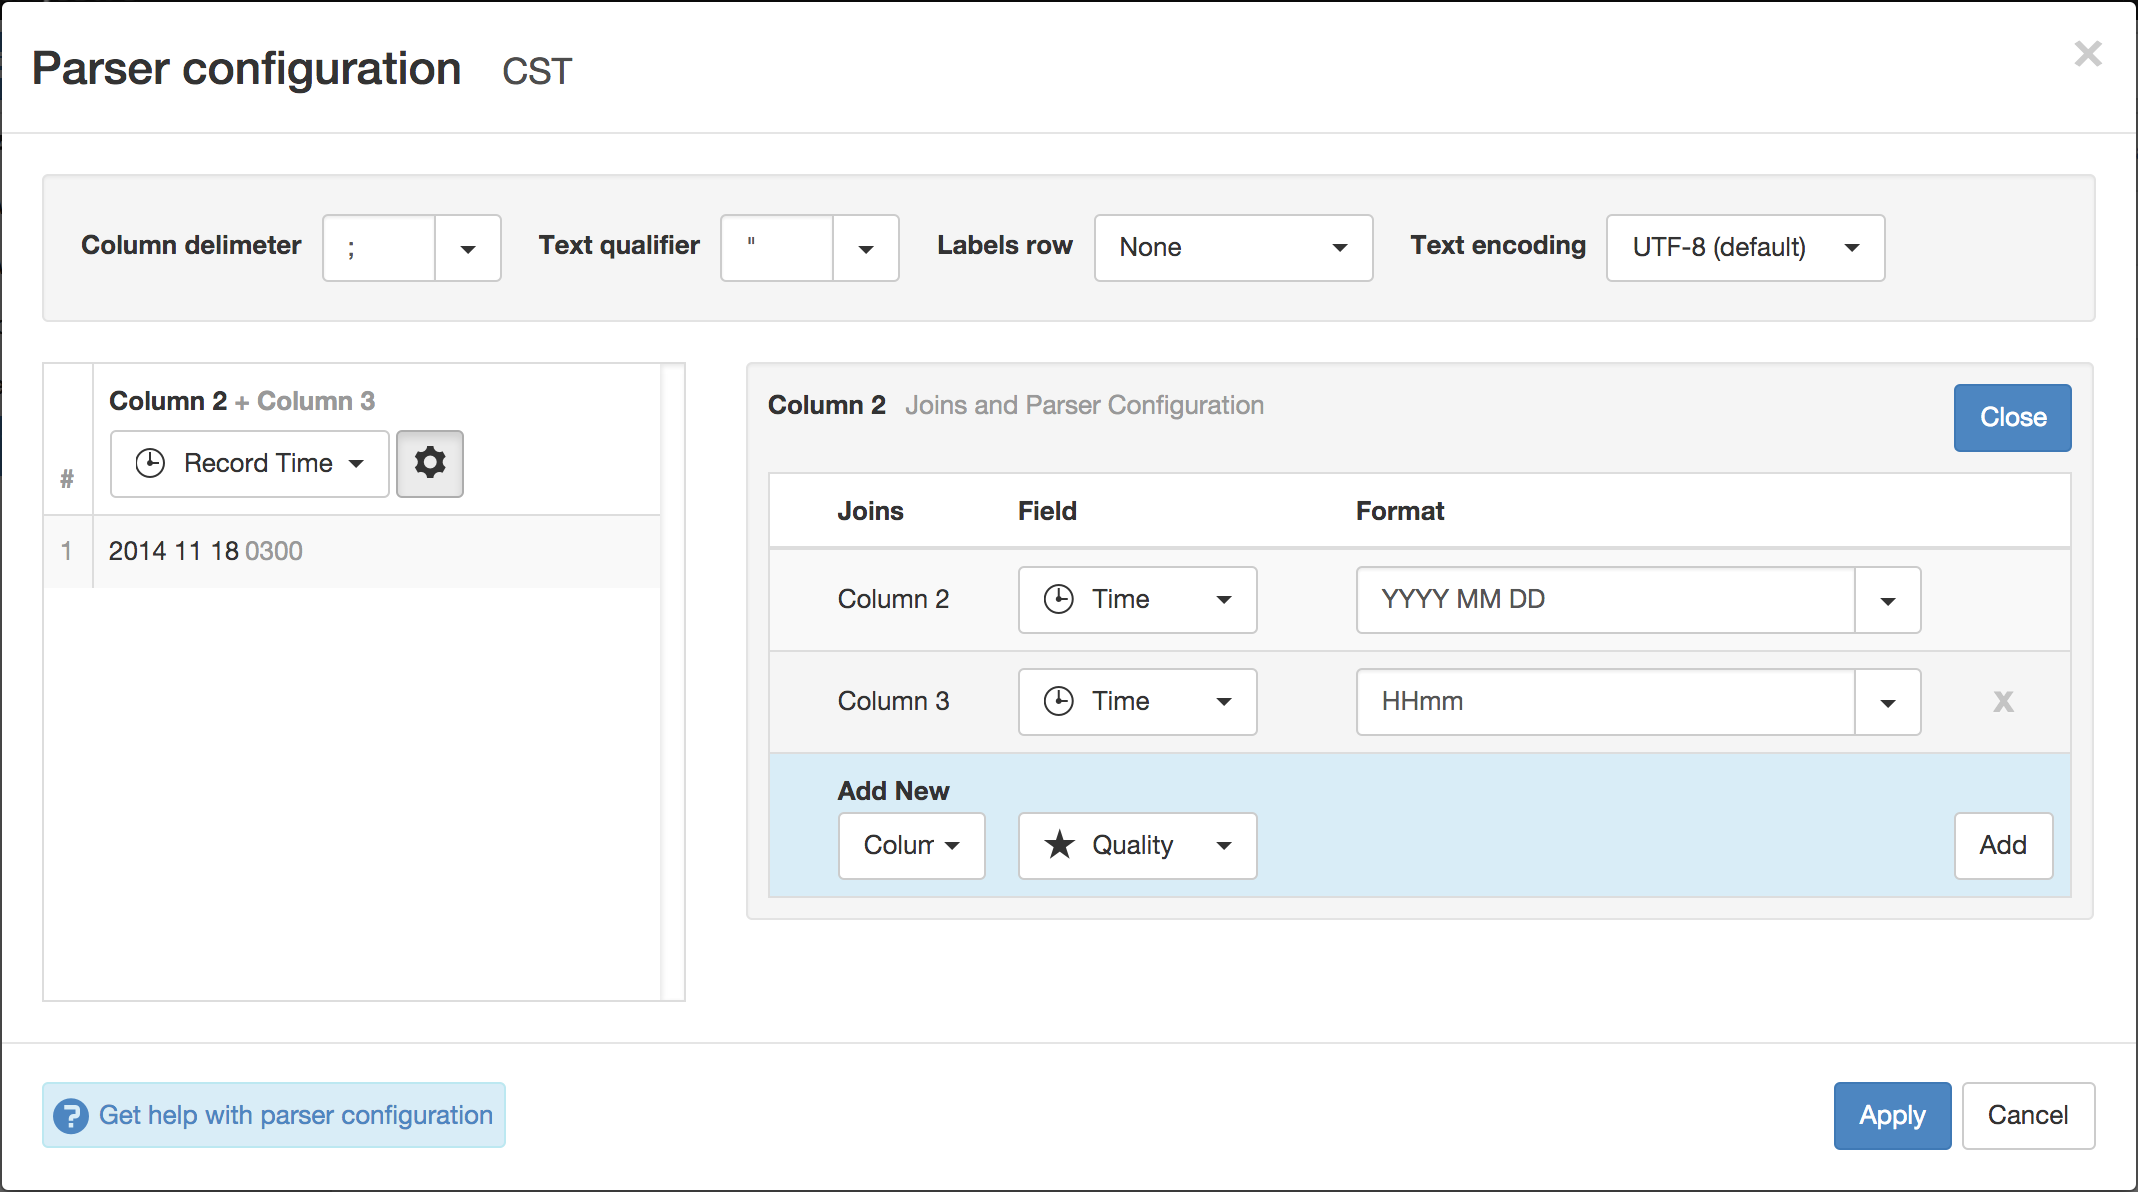 Parser configuration CST
×
Column delimeter ; Text qualifier " Labels row None Text encoding UTF-8 (default)
Column 2 + Column 3
# Record Time
1 2014 11 18 0300
Column 2 Joins and Parser Configuration Close
Joins Field Format
Column 2 Time YYYY MM DD
Column 3 Time HHmm x
Add New
Colum Quality Add
? Get help with parser configuration
Apply Cancel